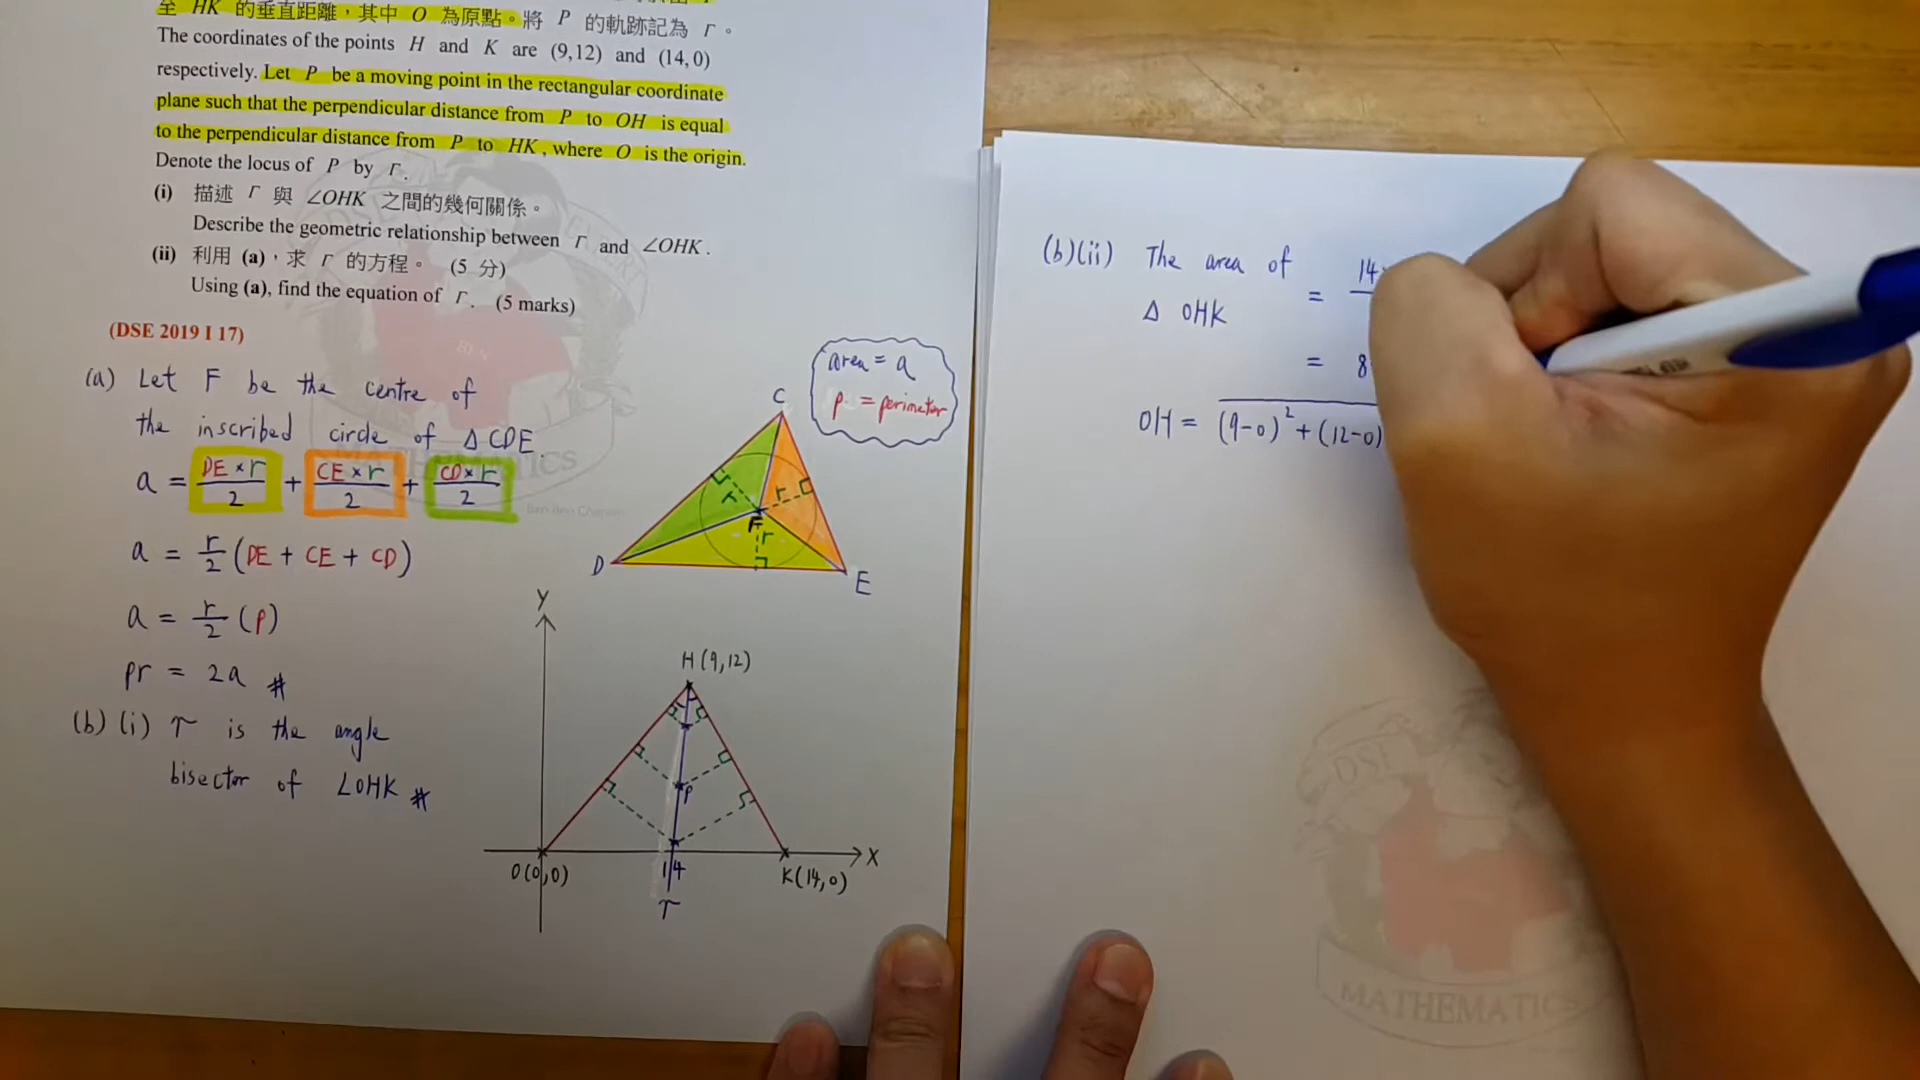 至 HK 的垂直距離，其中 O 為原點。將 P 的軌跡記為 Γ。
The coordinates of the points H and K are (9,12) and (14,0)
respectively. Let P be a moving point in the rectangular coordinate
plane such that the perpendicular distance from P to OH is equal
to the perpendicular distance from P to HK, where O is the origin.
Denote the locus of P by Γ.
(i) 描述 Γ 與 ∠OHK 之間的幾何關係。
Describe the geometric relationship between Γ and ∠OHK.
(ii) 利用 (a)，求 Γ 的方程。 (5 分)
Using (a), find the equation of Γ. (5 marks)
(DSE 2019 I 17)
(a) Let F be the centre of
the inscribed circle of Δ CDE.
a = DE × r / 2 + CE × r / 2 + CD × r / 2
a = r/2 (DE + CE + CD)
a = r/2 (p)
pr = 2a #
(b) (i) Γ is the angle
bisector of ∠OHK #
area = a
p = perimeter
C
D
E
F
r
r
r
Y
H (9,12)
P
X
O(0,0)
14
K(14,0)
Γ
(b)(ii) The area of
Δ OHK
= 14
= 8
OH = (9-0)² + (12-0)
DSE
MATHEMATICS